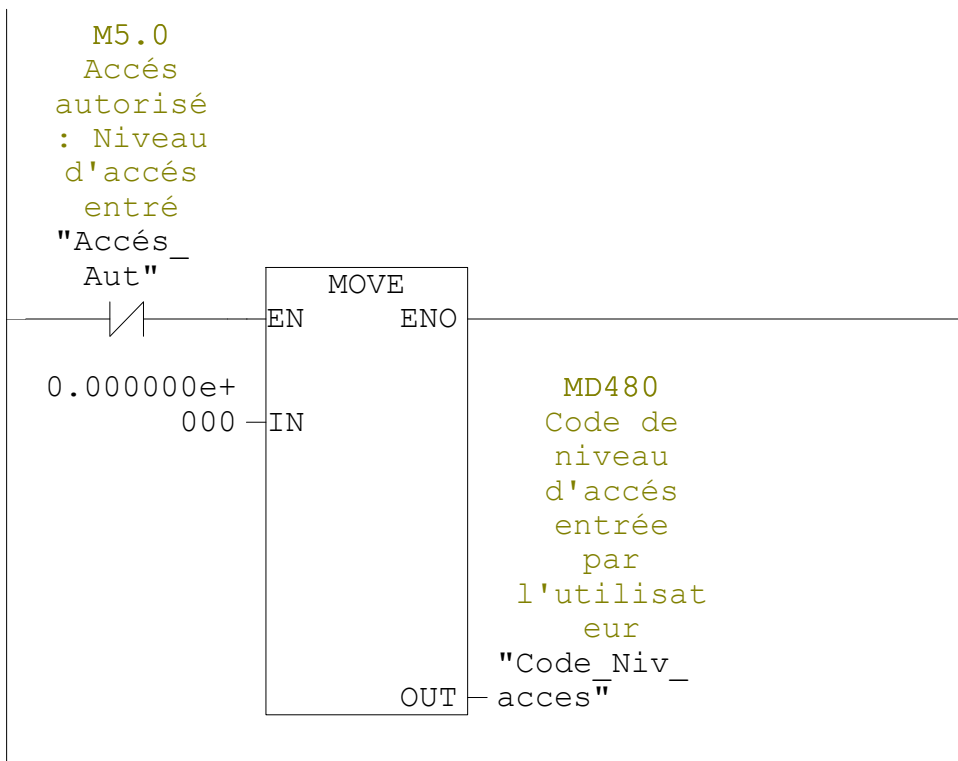 M5.0
Accés
autorisé
: Niveau
d'accés
entré
"Accés_
Aut"
MOVE
EN ENO
0.000000e+
000
IN
MD480
Code de
niveau
d'accés
entrée
par
l'utilisat
eur
"Code_Niv_
OUT acces"